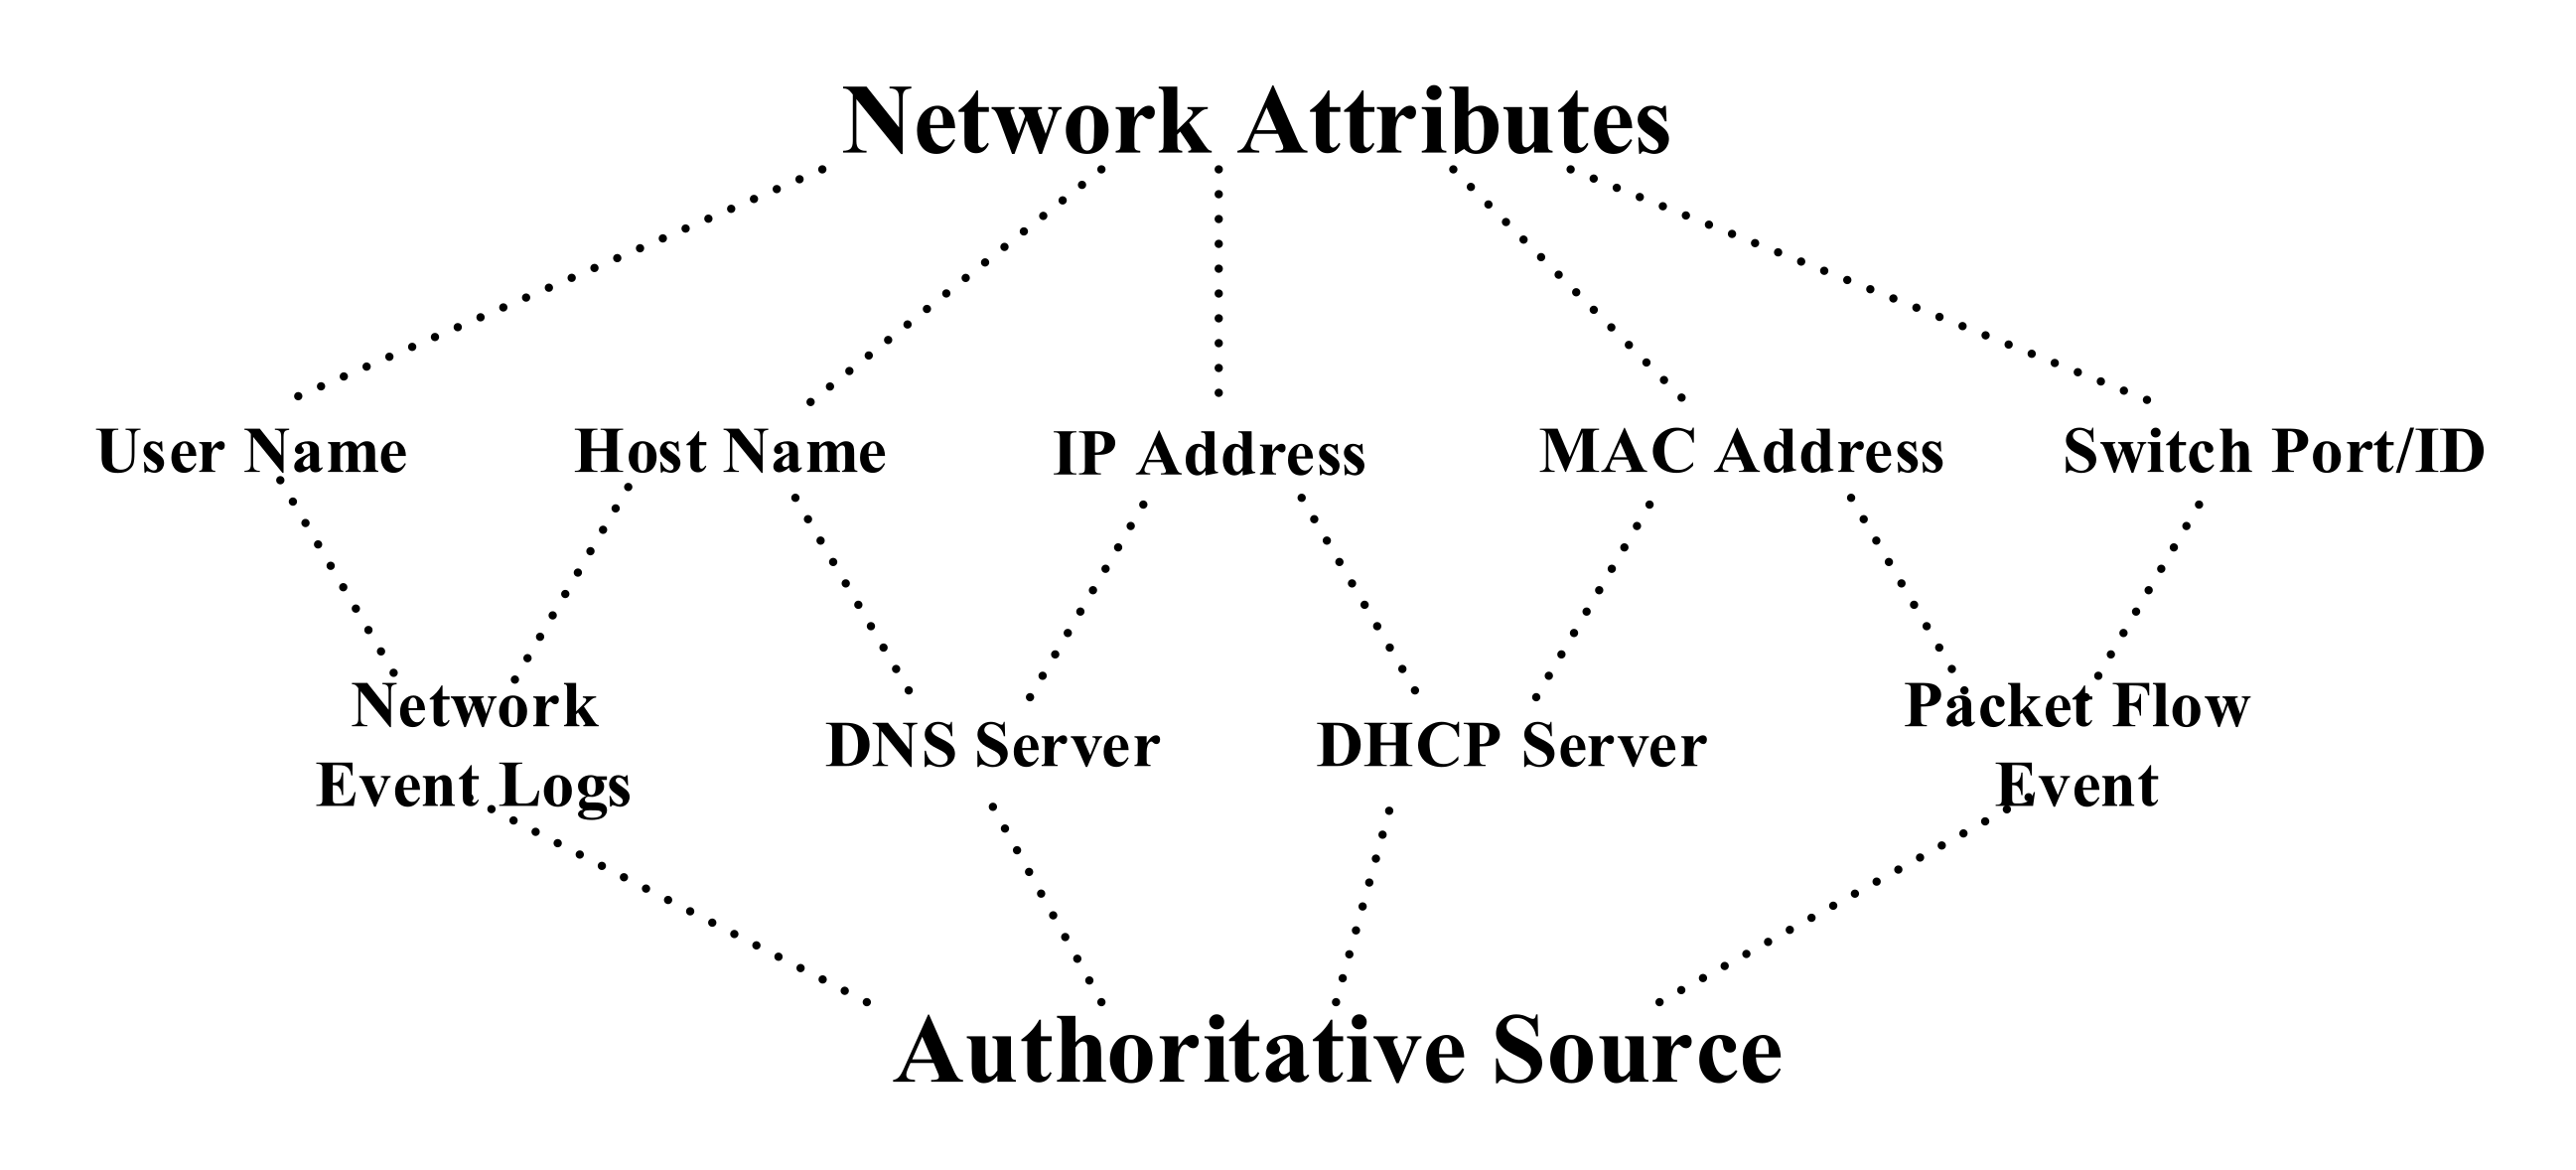 Network Attributes
User Name
Host Name
IP Address
MAC Address
Switch Port/ID
Network
Event Logs
DNS Server
DHCP Server
Packet Flow
Event
Authoritative Source